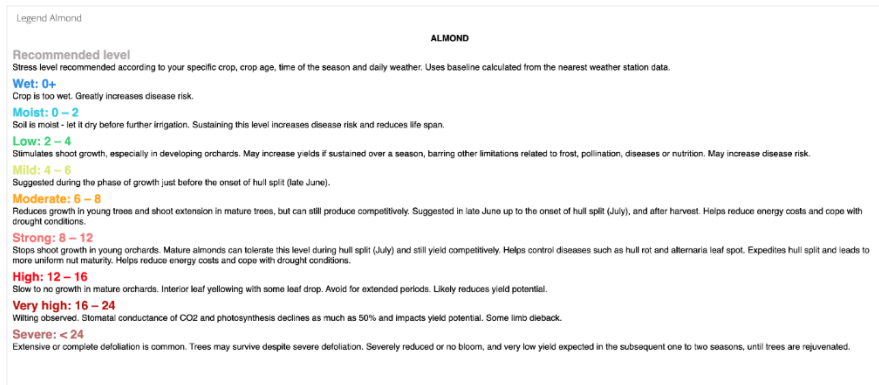 Legend Almond
ALMOND
Recommended level
Stress level recommended according to your specific crop, crop age, time of the season and daily weather. Uses baseline calculated from the nearest weather station data.
Wet: 0+
Crop is too wet. Greatly increases disease risk.
Moist: 0 – 2
Soil is moist - let it dry before further irrigation. Sustaining this level increases disease risk and reduces life span.
Low: 2 – 4
Stimulates shoot growth, especially in developing orchards. May increase yields if sustained over a season, barring other limitations related to frost, pollination, diseases or nutrition. May increase disease risk.
Mild: 4 – 6
Suggested during the phase of growth just before the onset of hull split (late June).
Moderate: 6 – 8
Reduces growth in young trees and shoot extension in mature trees, but can still produce competitively. Suggested in late June up to the onset of hull split (July), and after harvest. Helps reduce energy costs and cope with
drought conditions.
Strong: 8 – 12
Stops shoot growth in young orchards. Mature almonds can tolerate this level during hull split (July) and still yield competitively. Helps control diseases such as hull rot and alternaria leaf spot. Expedites hull split and leads to
more uniform nut maturity. Helps reduce energy costs and cope with drought conditions.
High: 12 – 16
Slow to no growth in mature orchards. Interior leaf yellowing with some leaf drop. Avoid for extended periods. Likely reduces yield potential.
Very high: 16 – 24
Wilting observed. Stomatal conductance of CO2 and photosynthesis declines as much as 50% and impacts yield potential. Some limb dieback.
Severe: < 24
Extensive or complete defoliation is common. Trees may survive despite severe defoliation. Severely reduced or no bloom, and very low yield expected in the subsequent one to two seasons, until trees are rejuvenated.